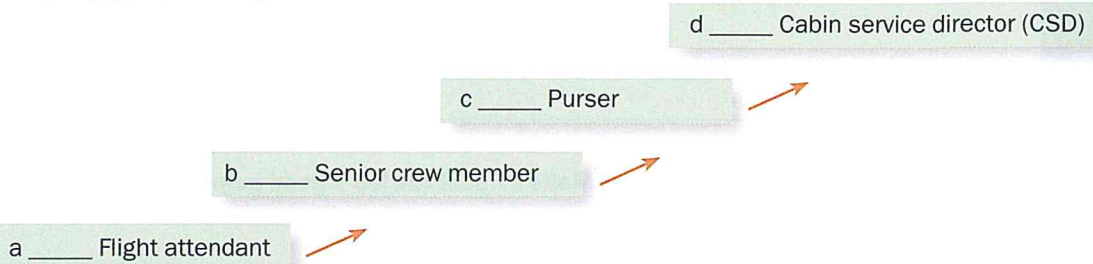 d _____ Cabin service director (CSD)
c _____ Purser
b _____ Senior crew member
a _____ Flight attendant